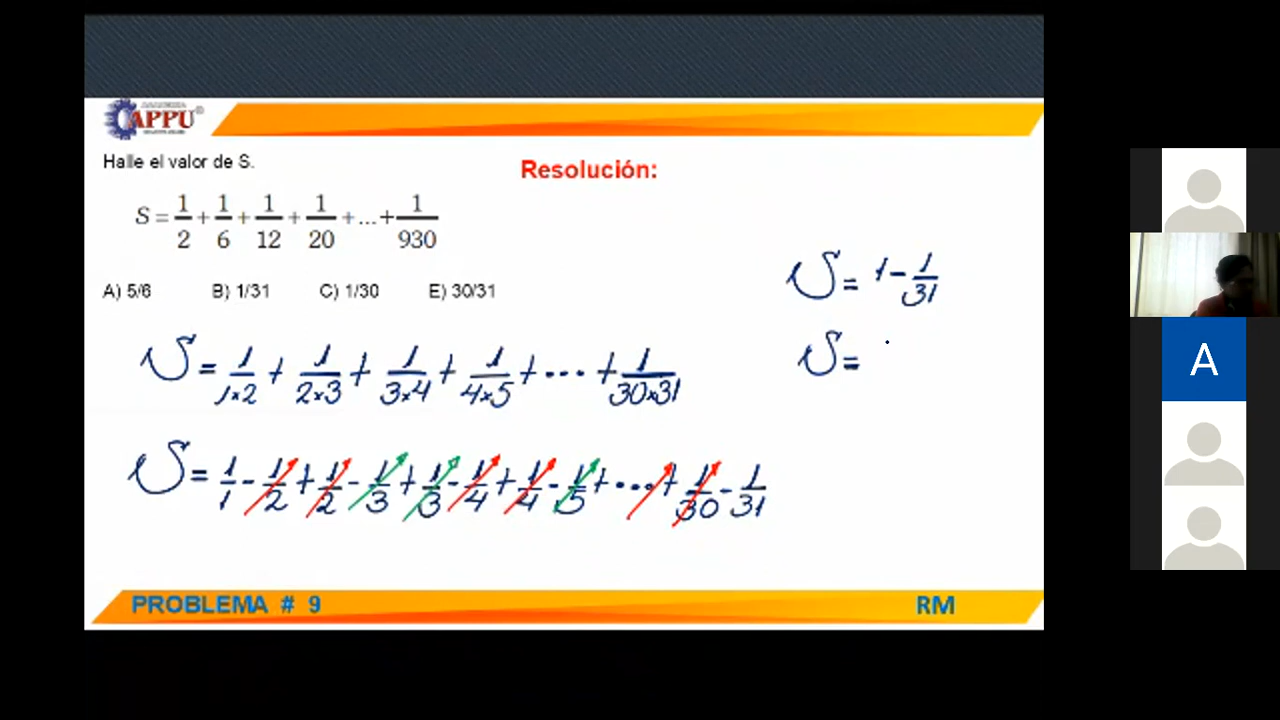 APPU®
Halle el valor de S.
Resolución:
S = 1/2 + 1/6 + 1/12 + 1/20 + ... + 1/930
A) 5/6 B) 1/31 C) 1/30 E) 30/31
S = 1 - 1/31
S =
S = 1/1×2 + 1/2×3 + 1/3×4 + 1/4×5 + ... + 1/30×31
S = 1/1 - 1/2 + 1/2 - 1/3 + 1/3 - 1/4 + 1/4 - 1/5 + ... + 1/30 - 1/31
PROBLEMA # 9
RM
A